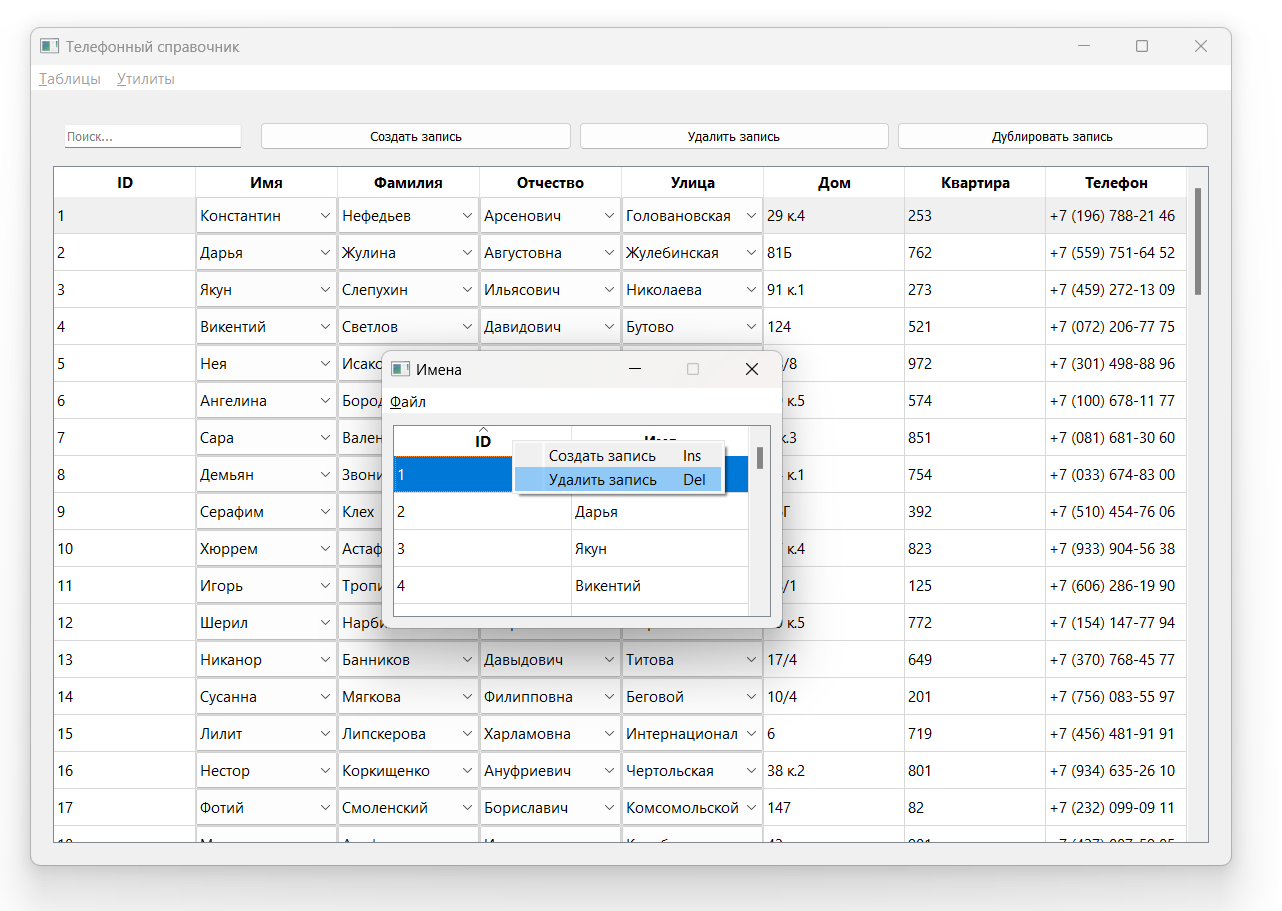 Телефонный справочник
Таблицы Утилиты
Поиск... Создать запись Удалить запись Дублировать запись
ID Имя Фамилия Отчество Улица Дом Квартира Телефон
1 Константин Нефедьев Арсенович Головановская 29 к.4 253 +7 (196) 788-21 46
2 Дарья Жулина Августовна Жулебинская 81Б 762 +7 (559) 751-64 52
3 Якун Слепухин Ильясович Николаева 91 к.1 273 +7 (459) 272-13 09
4 Викентий Светлов Давидович Бутово 124 521 +7 (072) 206-77 75
5 Нея 972 +7 (301) 498-88 96
6 Ангелина к.5 574 +7 (100) 678-11 77
7 Сара к.3 851 +7 (081) 681-30 60
8 Демьян к.1 754 +7 (033) 674-83 00
9 Серафим Клех 392 +7 (510) 454-76 06
10 Хюррем к.4 823 +7 (933) 904-56 38
11 Игорь 125 +7 (606) 286-19 90
12 Шерил к.5 772 +7 (154) 147-77 94
13 Никанор Банников Давыдович Титова 17/4 649 +7 (370) 768-45 77
14 Сусанна Мягкова Филипповна Беговой 10/4 201 +7 (756) 083-55 97
15 Лилит Липскерова Харламовна Интернационал 6 719 +7 (456) 481-91 91
16 Нестор Коркищенко Ануфриевич Чертольская 38 к.2 801 +7 (934) 635-26 10
17 Фотий Смоленский Бориславич Комсомольской 147 82 +7 (232) 099-09 11
Имена
Файл
ID
1
2 Дарья
3 Якун
4 Викентий
Создать запись Ins
Удалить запись Del